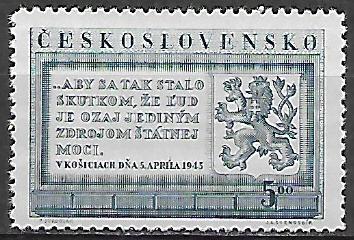 ČESKOSLOVENSKO
„ABY SA TAK STALO
SKUTKOM, ŽE ĽUD
JE OZAJ JEDINÝM
ZDROJOM ŠTÁTNEJ
MOCI.
V KOŠICIACH DŇA 5. APRÍLA 1945
5.00